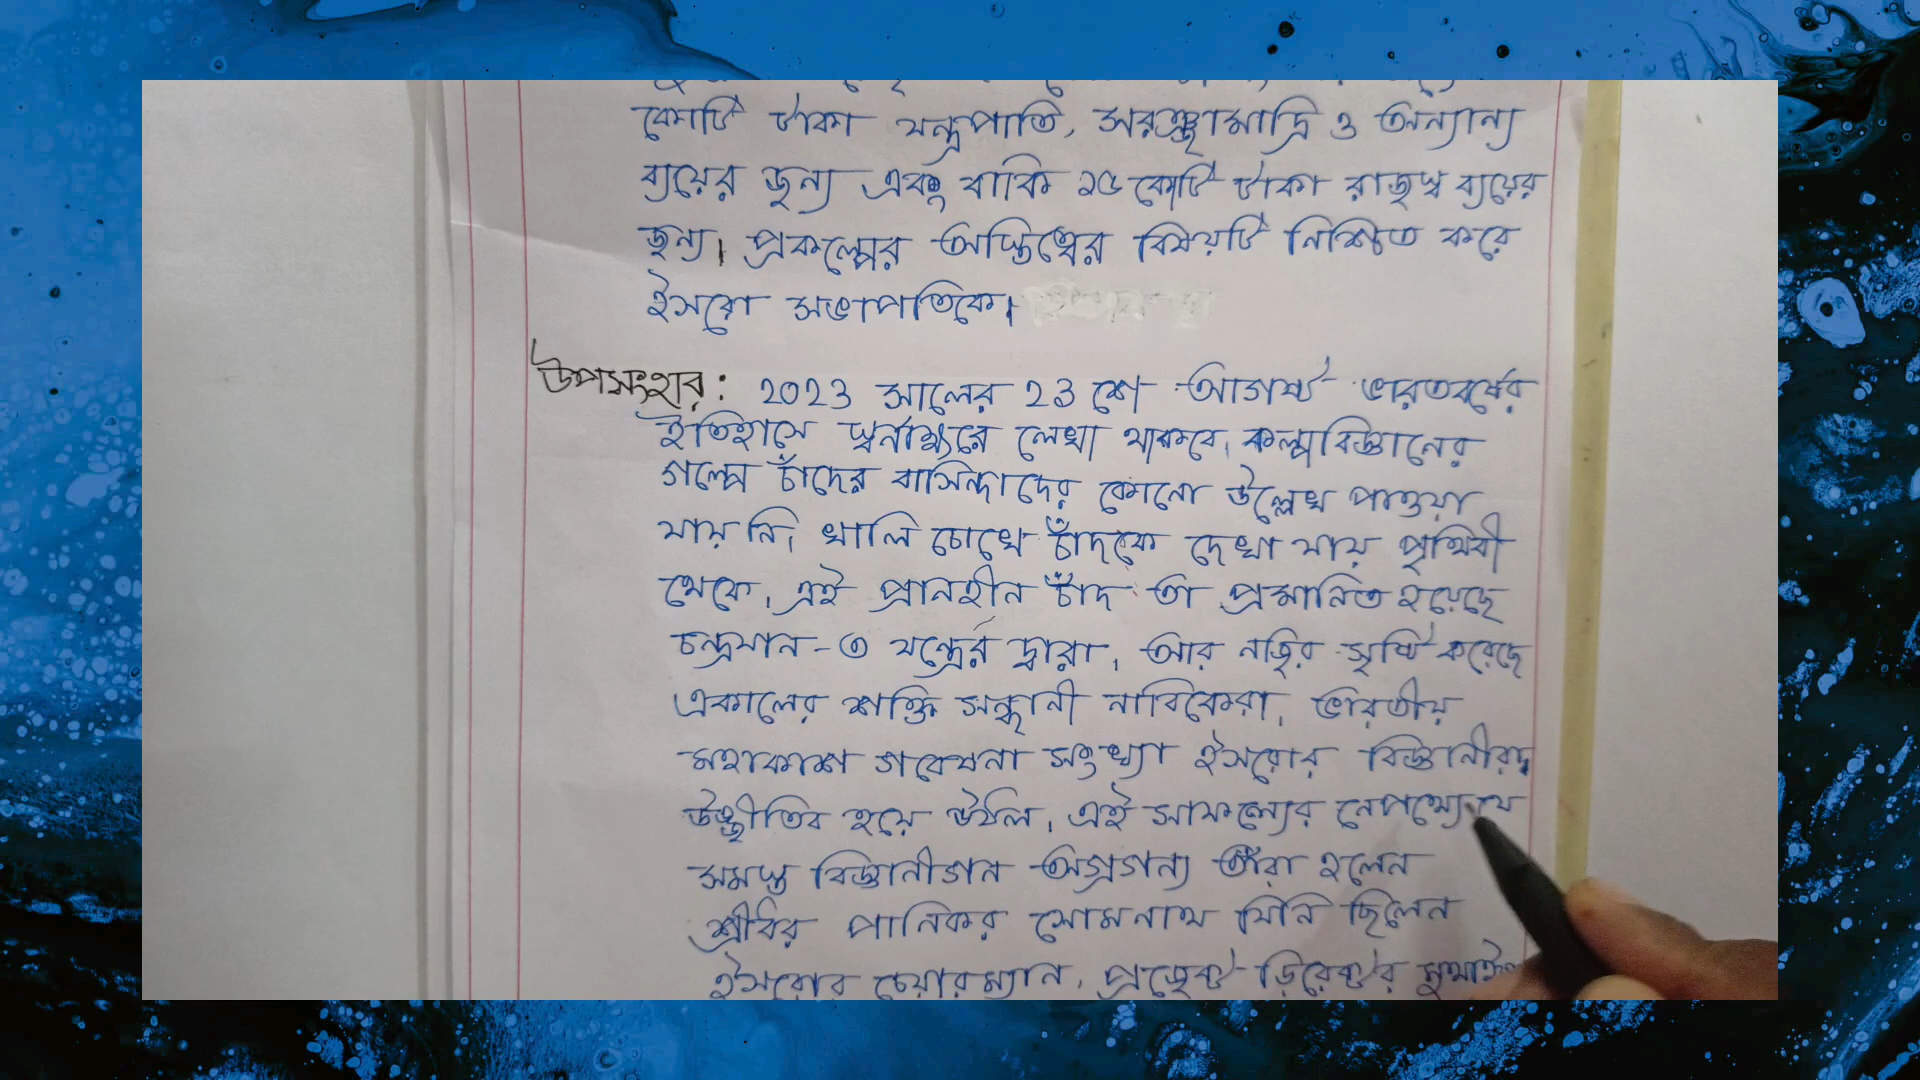 কোটি টাকা যন্ত্রপাতি, সরঞ্জামাদি ও অন্যান্য
ব্যয়ের জন্য এবং বাকি ১৫ কোটি টাকা রাজস্ব ব্যয়ের
জন্য। প্রকল্পের অস্তিত্বের বিষয়টি নিশ্চিত করে
ইসরো সভাপতিকে।
উপসংহার: 2023 সালের 23 শে আগস্ট ভারতবর্ষের
ইতিহাসে স্বর্নাক্ষরে লেখা থাকবে, কল্পবিজ্ঞানের
গল্পে চাঁদের বাসিন্দাদের কোনো উল্লেখ পাওয়া
যায় নি, খালি চোখে চাঁদকে দেখা যায় পৃথিবী
থেকে, এই প্রানহীন চাঁদ তা প্রমানিত হয়েছে
চন্দ্রযান-৩ যন্ত্রের দ্বারা, আর নজির সৃষ্টি করেছে
একালের শক্তি সন্ধানী নাবিকেরা, ভারতীয়
মহাকাশ গবেষনা সংখ্যা ইসরোর বিজ্ঞানীরা
উজ্জীতিব হয়ে উঠল, এই সাফল্যের নেপথ্যে যে
সমস্ত বিজ্ঞানীগন অগ্রগন্য তাঁরা হলেন
শ্রীধর পানিকর সোমনাথ যিনি ছিলেন
ইসরোর চেয়ারম্যান, প্রজেক্ট ডিরেক্টর